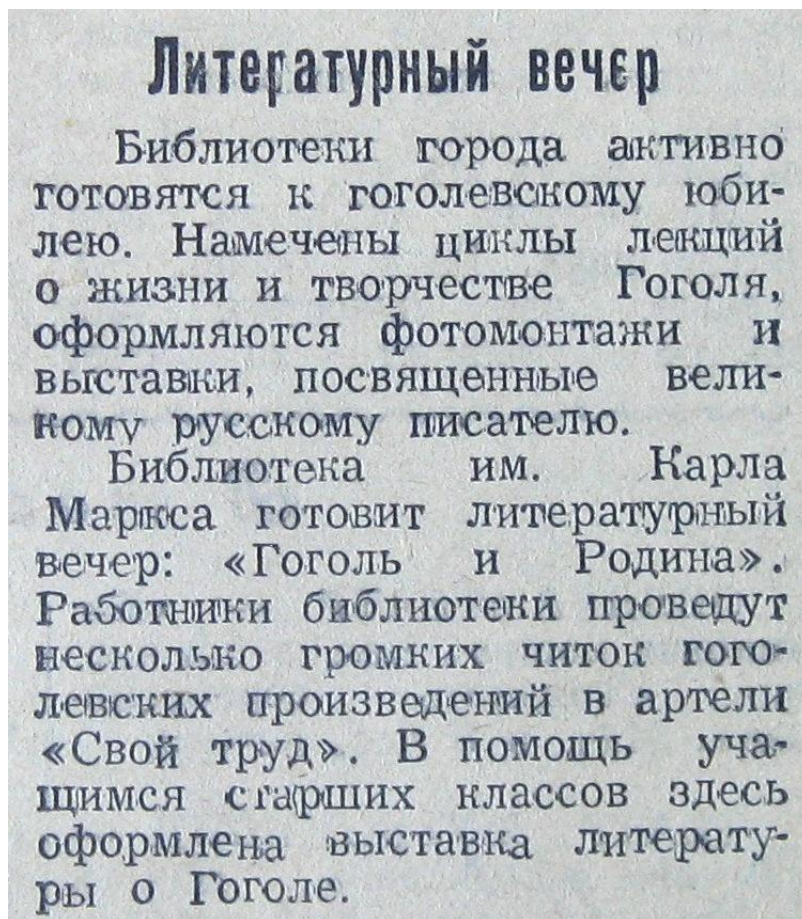 Литературный вечер
Библиотеки города активно
готовятся к гоголевскому юби-
лею. Намечены циклы лекций
о жизни и творчестве Гоголя,
оформляются фотомонтажи и
выставки, посвященные вели-
кому русскому писателю.
Библиотека им. Карла
Маркса готовит литературный
вечер: «Гоголь и Родина».
Работники библиотеки проведут
несколько громких читок гого-
левских произведений в артели
«Свой труд». В помощь уча-
щимся старших классов здесь
оформлена выставка литерату-
ры о Гоголе.